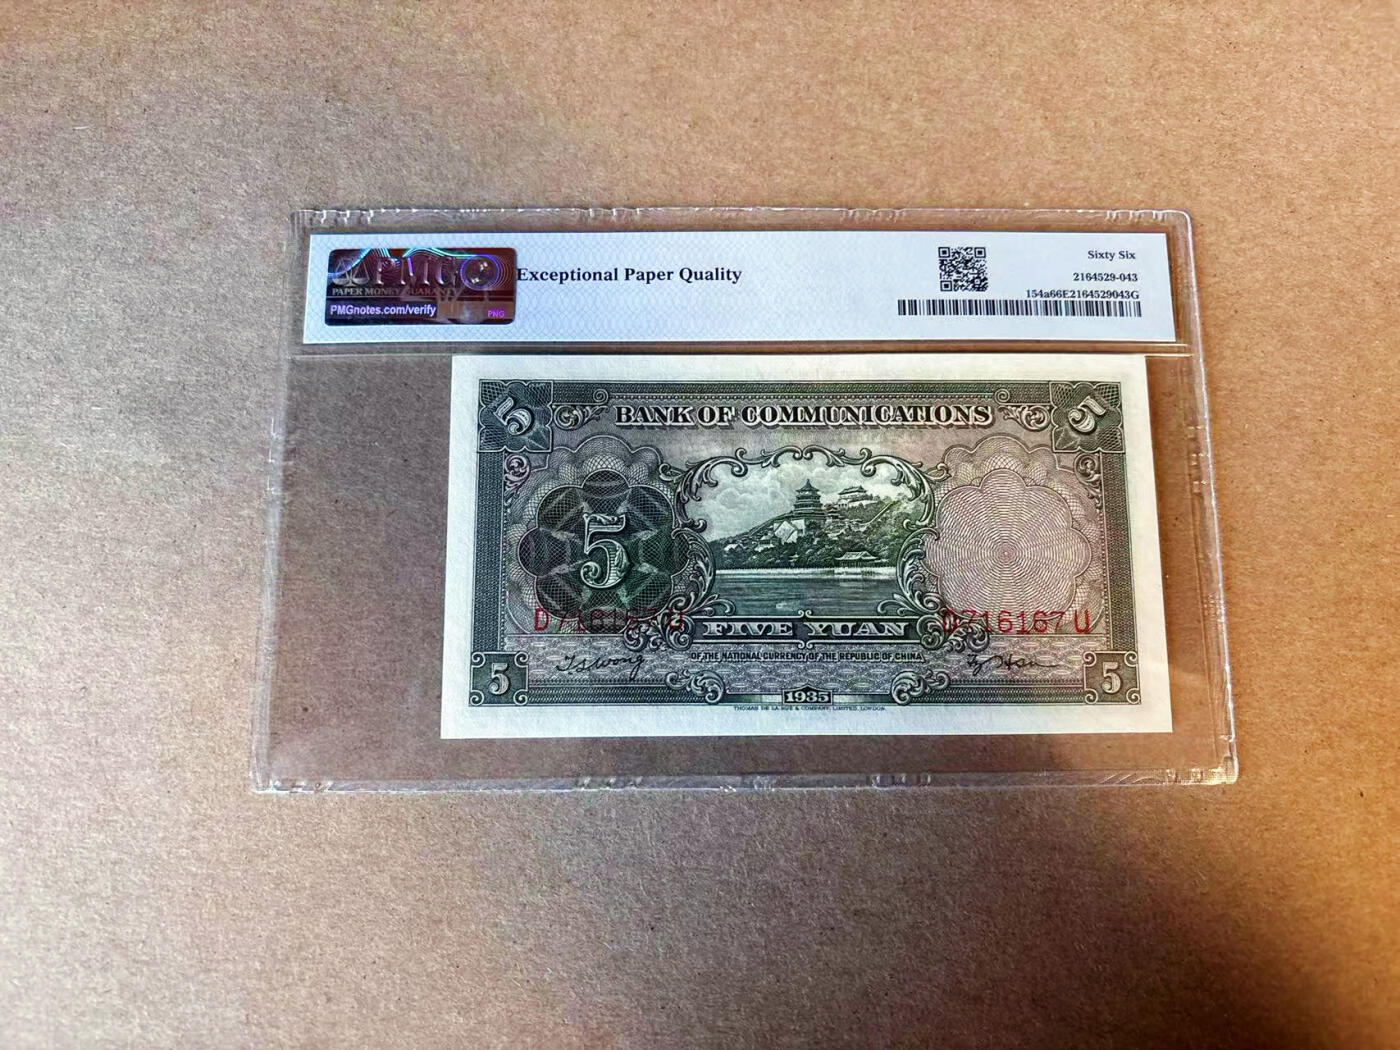 PMG
PAPER MONEY GUARANTY
PMGnotes.com/verify
PNG
Exceptional Paper Quality
Sixty Six
2164529-043
154a66E2164529043G
5
5
BANK OF COMMUNICATIONS
5
D716167U
D716167U
FIVE YUAN
OF THE NATIONAL CURRENCY OF THE REPUBLIC OF CHINA
5
5
1935
THOMAS DE LA RUE & COMPANY, LIMITED, LONDON.